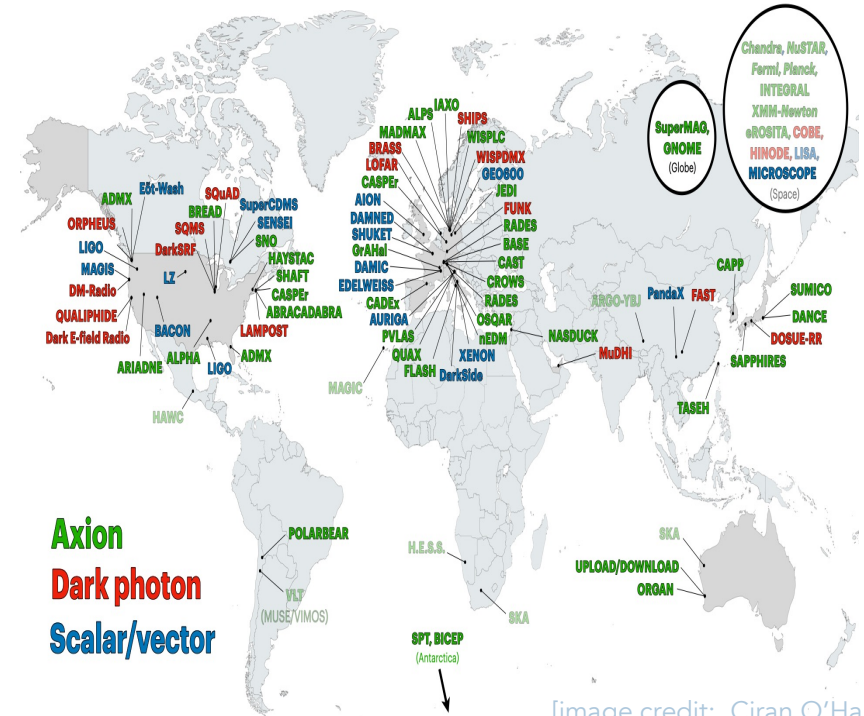 Chandra, NuSTAR,
Fermi, Planck,
INTEGRAL
XMM-Newton
eROSITA, COBE,
HINODE, LISA,
MICROSCOPE
(Space)
SuperMAG,
GNOME
(Globe)
ADMX
Eöt-Wash
SQuAD
BREAD
SuperCDMS
ORPHEUS
SQMS
SENSEI
SNO
LIGO
DarkSRF
HAYSTAC
MAGIS
LZ
SHAFT
DM-Radio
CASPEr
ABRACADABRA
QUALIPHIDE
BACON
LAMPOST
Dark E-field Radio
ARIADNE
ALPHA
LIGO
ADMX
HAWC
IAXO
ALPS
SHIPS
MADMAX
WISPLC
BRASS
WISPDMX
LOFAR
GEO600
CASPEr
JEDI
AION
FUNK
DAMNED
RADES
SHUKET
BASE
GrAHal
CAST
DAMIC
CROWS
EDELWEISS
RADES
CADEx
OSQAR
AURIGA
nEDM
PVLAS
NASDUCK
QUAX
XENON
MuDHI
FLASH
DarkSide
MAGIC
ARGO-YBJ
PandaX
FAST
CAPP
SUMICO
DANCE
DOSUE-RR
SAPPHIRES
TASEH
Axion
Dark photon
Scalar/vector
POLARBEAR
VLT
(MUSE/VIMOS)
H.E.S.S.
SKA
SKA
UPLOAD/DOWNLOAD
ORGAN
SPT, BICEP
(Antarctica)
[image credit: Ciran O'Ha